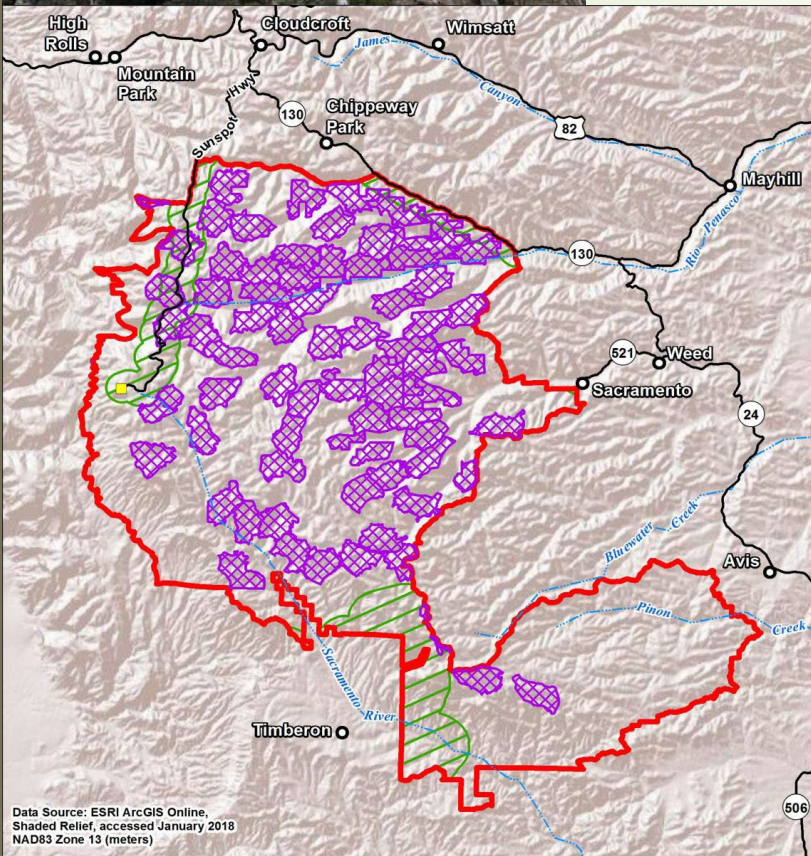 High
Rolls
Mountain
Park
Cloudcroft
Wimsatt
James
Canyon
Sunspot Hwy
130
Chippeway
Park
82
Mayhill
Rio Penasco
130
521
Weed
Sacramento
24
Bluewater Creek
Avis
Pinon
Creek
Sacramento
River
Timberon
506
Data Source: ESRI ArcGIS Online,
Shaded Relief, accessed January 2018
NAD83 Zone 13 (meters)